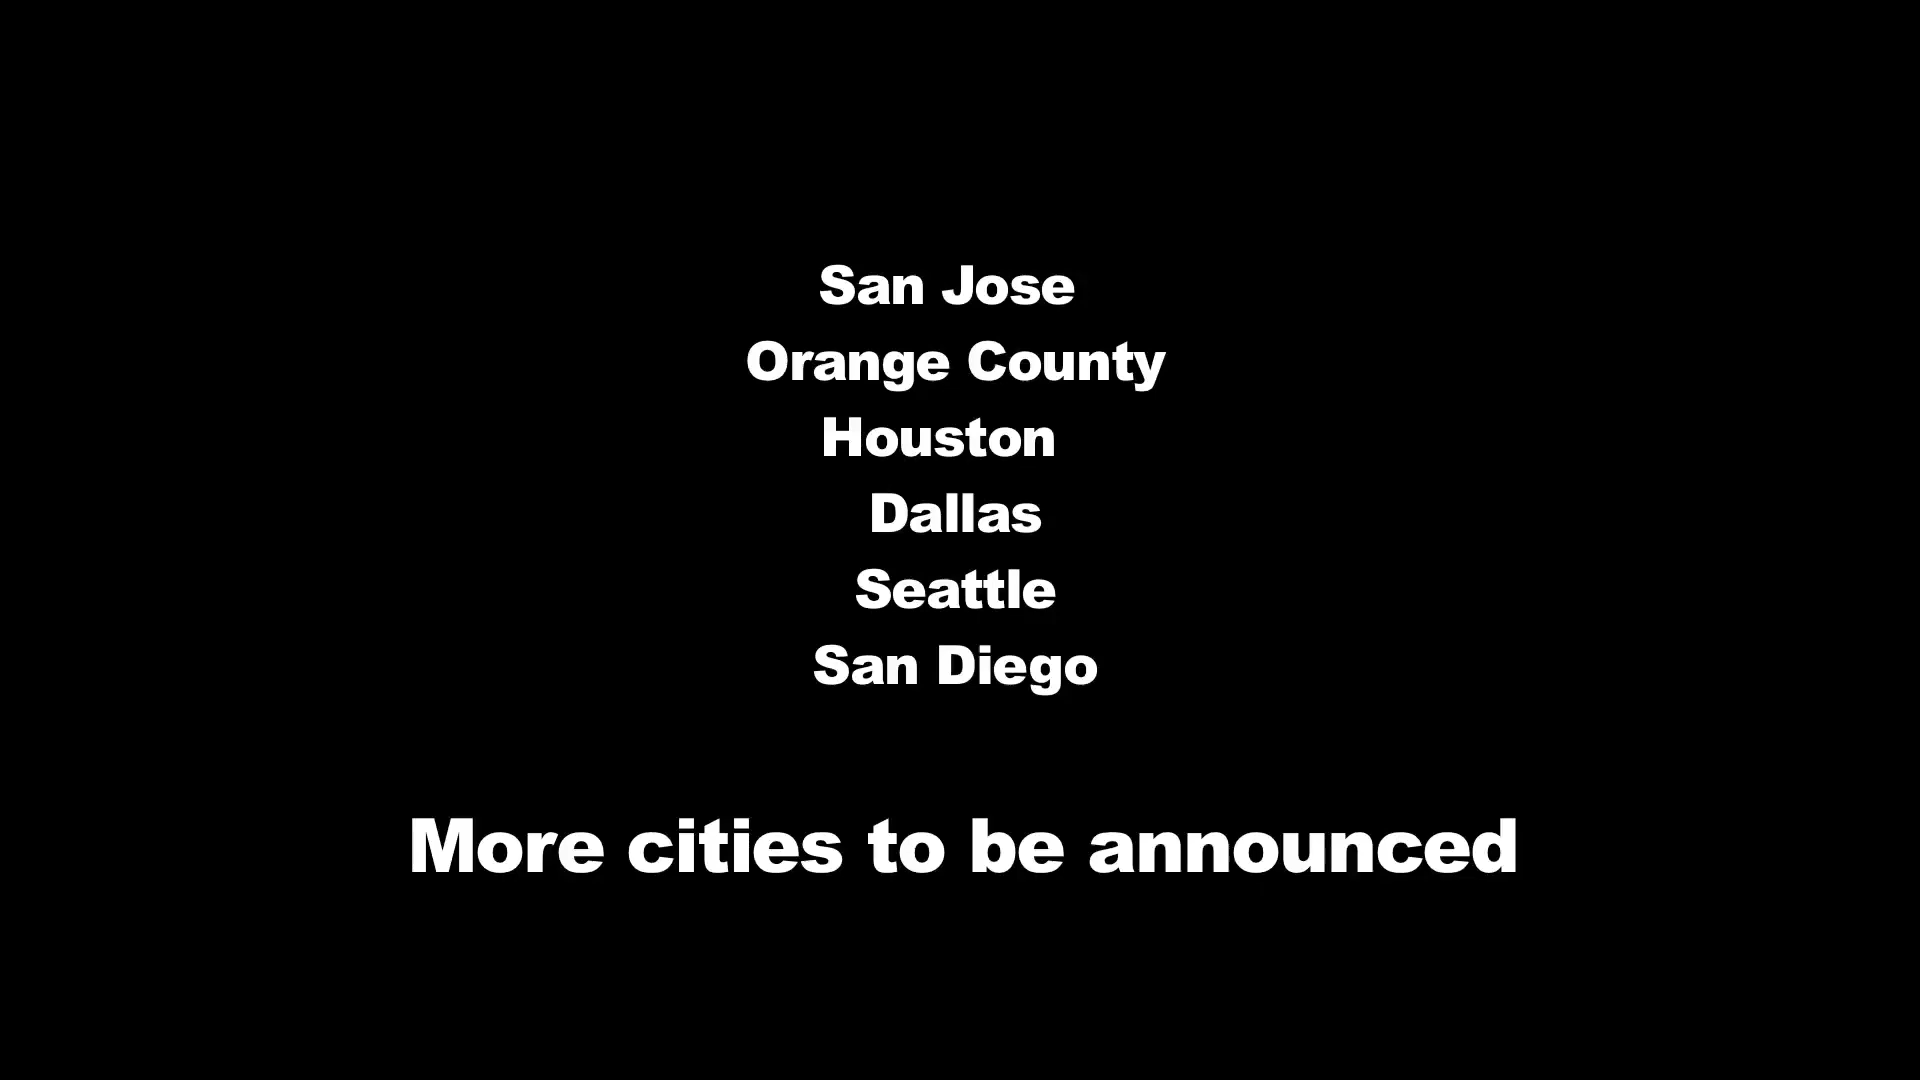 San Jose
Orange County
Houston
Dallas
Seattle
San Diego
More cities to be announced